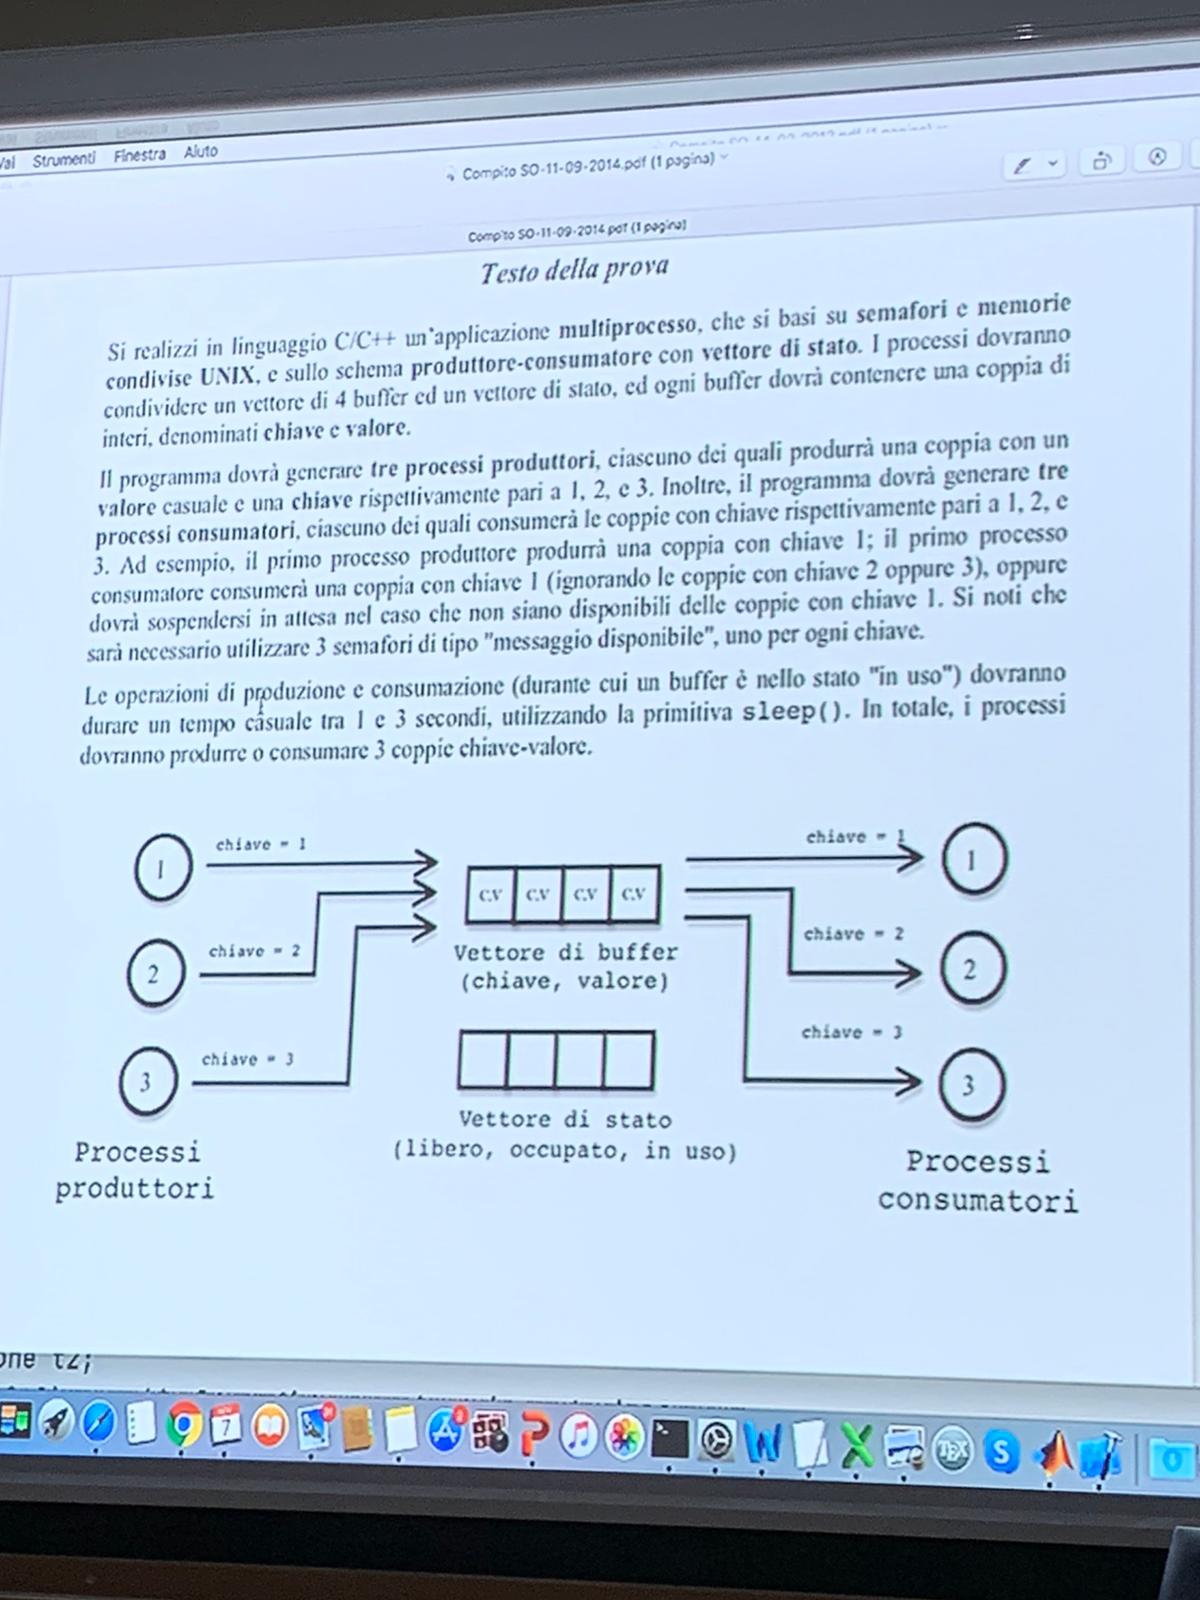 Strumenti Finestra Aiuto
Compito SO-11-09-2014.pdf (1 pagina)
Compito SO-11-09-2014.pdf (1 pagina)
Testo della prova
Si realizzi in linguaggio C/C++ un'applicazione multiprocesso, che si basi su semafori e memorie
condivise UNIX, e sullo schema produttore-consumatore con vettore di stato. I processi dovranno
condividere un vettore di 4 buffer ed un vettore di stato, ed ogni buffer dovrà contenere una coppia di
interi, denominati chiave e valore.
Il programma dovrà generare tre processi produttori, ciascuno dei quali produrrà una coppia con un
valore casuale e una chiave rispettivamente pari a 1, 2, e 3. Inoltre, il programma dovrà generare tre
processi consumatori, ciascuno dei quali consumerà le coppie con chiave rispettivamente pari a 1, 2, e
3. Ad esempio, il primo processo produttore produrrà una coppia con chiave 1; il primo processo
consumatore consumerà una coppia con chiave 1 (ignorando le coppie con chiave 2 oppure 3), oppure
dovrà sospendersi in attesa nel caso che non siano disponibili delle coppie con chiave 1. Si noti che
sarà necessario utilizzare 3 semafori di tipo "messaggio disponibile", uno per ogni chiave.
Le operazioni di produzione e consumazione (durante cui un buffer è nello stato "in uso") dovranno
durare un tempo casuale tra 1 e 3 secondi, utilizzando la primitiva sleep(). In totale, i processi
dovranno produrre o consumare 3 coppie chiave-valore.
1
chiave = 1
C.V C.V C.V C.V
chiave = 1
1
2
chiave = 2
Vettore di buffer
(chiave, valore)
chiave = 2
2
3
chiave = 3
chiave = 3
3
Vettore di stato
(libero, occupato, in uso)
Processi
produttori
Processi
consumatori
one t2;
7
TEX